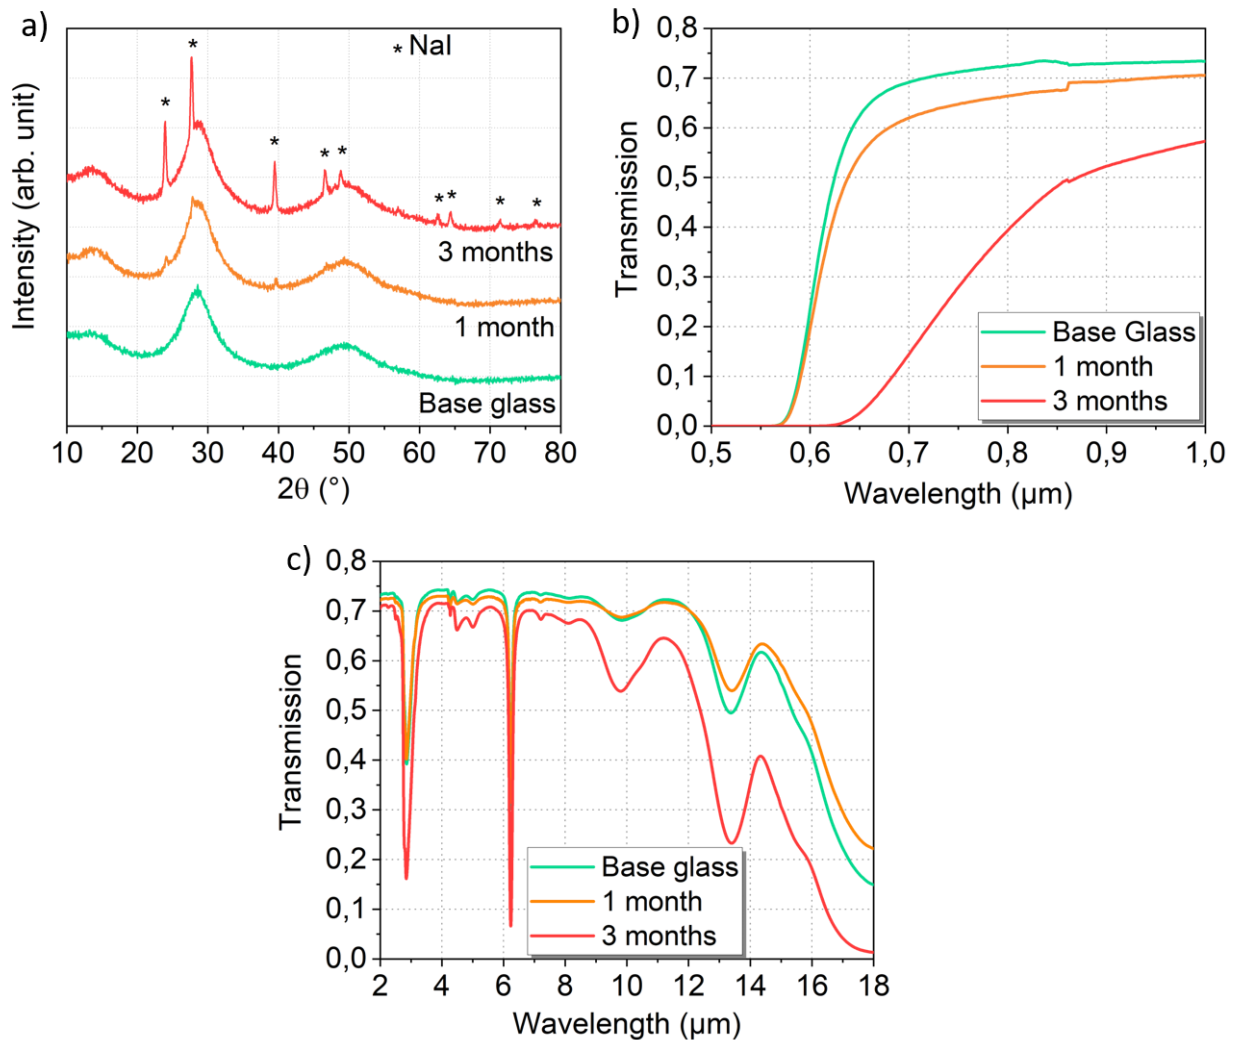 a)
Intensity (arb. unit)
* NaI
* * * * * * * * *
3 months
1 month
Base glass
10 20 30 40 50 60 70 80
2θ (°)
b)
Transmission
0,8
0,7
0,6
0,5
0,4
0,3
0,2
0,1
0,0
Base Glass
1 month
3 months
0,5 0,6 0,7 0,8 0,9 1,0
Wavelength (µm)
c)
Transmission
0,8
0,7
0,6
0,5
0,4
0,3
0,2
0,1
0,0
Base glass
1 month
3 months
2 4 6 8 10 12 14 16 18
Wavelength (µm)